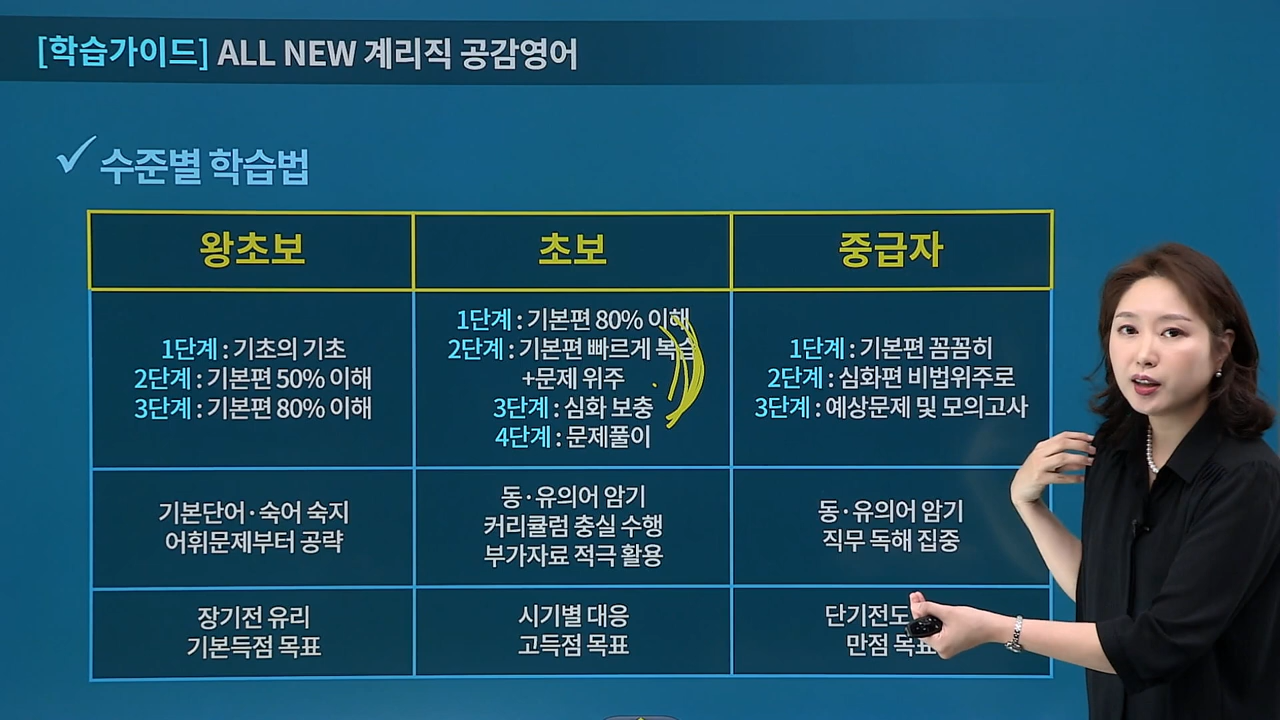 [학습가이드] ALL NEW 계리직 공감영어
수준별 학습법
왕초보
초보
중급자
1단계 : 기초의 기초
2단계 : 기본편 50% 이해
3단계 : 기본편 80% 이해
1단계 : 기본편 80% 이해
2단계 : 기본편 빠르게 복습
+문제 위주
3단계 : 심화 보충
4단계 : 문제풀이
1단계 : 기본편 꼼꼼히
2단계 : 심화편 비법위주로
3단계 : 예상문제 및 모의고사
기본단어·숙어 숙지
어휘문제부터 공략
동·유의어 암기
커리큘럼 충실 수행
부가자료 적극 활용
동·유의어 암기
직무 독해 집중
장기전 유리
기본득점 목표
시기별 대응
고득점 목표
단기전도
만점 목표